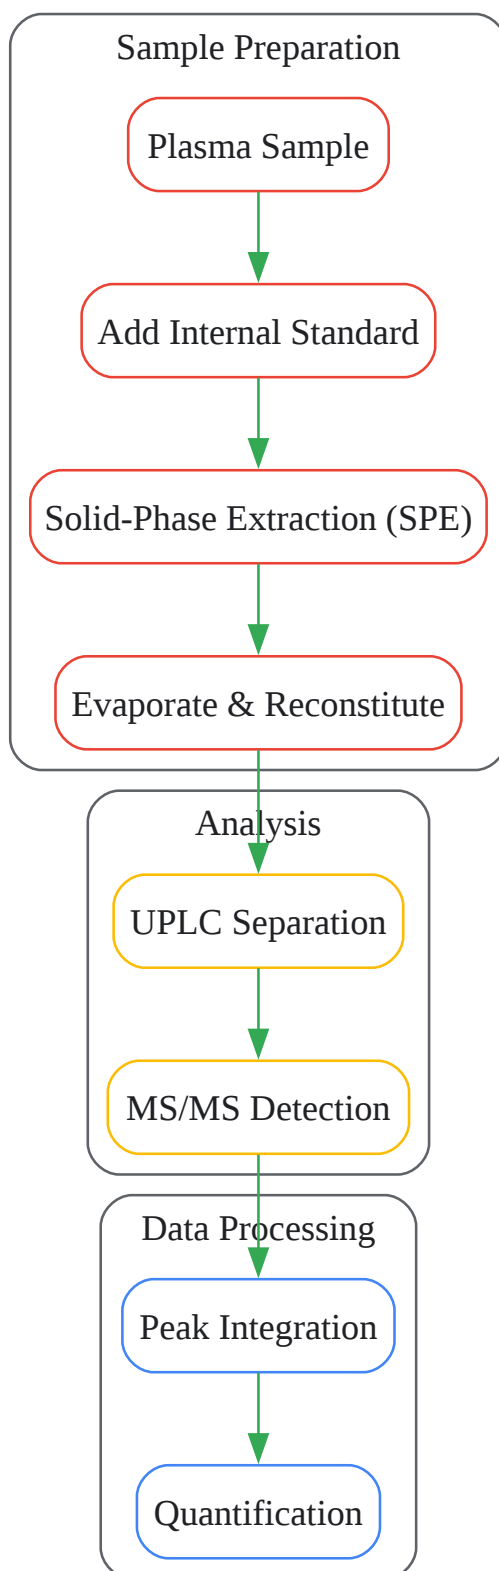 Sample Preparation
Plasma Sample
Add Internal Standard
Solid-Phase Extraction (SPE)
Evaporate & Reconstitute
Analysis
UPLC Separation
MS/MS Detection
Data Processing
Peak Integration
Quantification